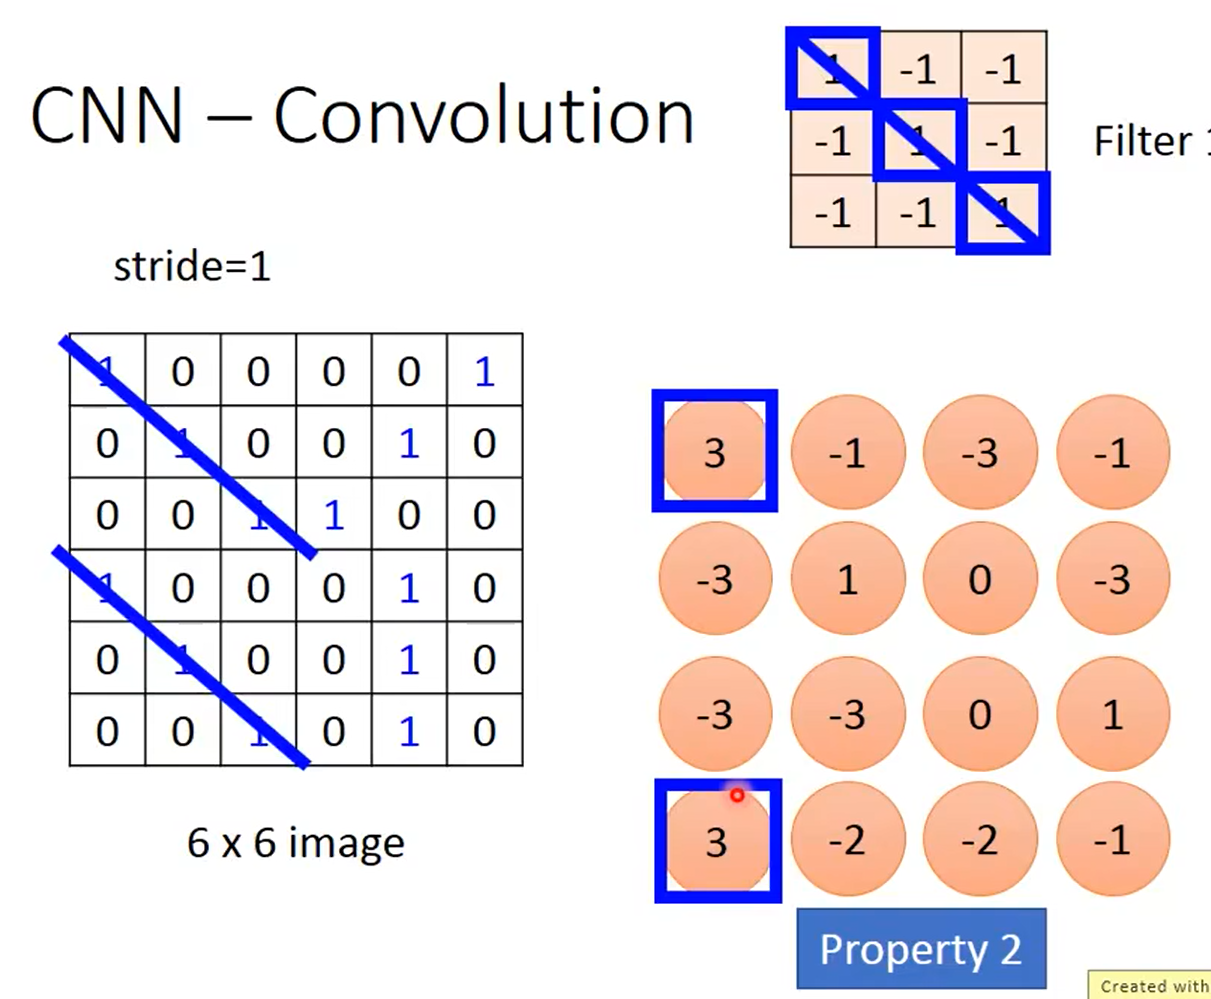 CNN – Convolution
1 -1 -1
-1 1 -1
-1 -1 1
Filter
stride=1
1 0 0 0 0 1
0 1 0 0 1 0
0 0 1 1 0 0
1 0 0 0 1 0
0 1 0 0 1 0
0 0 1 0 1 0
6 x 6 image
3 -1 -3 -1
-3 1 0 -3
-3 -3 0 1
3 -2 -2 -1
Property 2
Created with